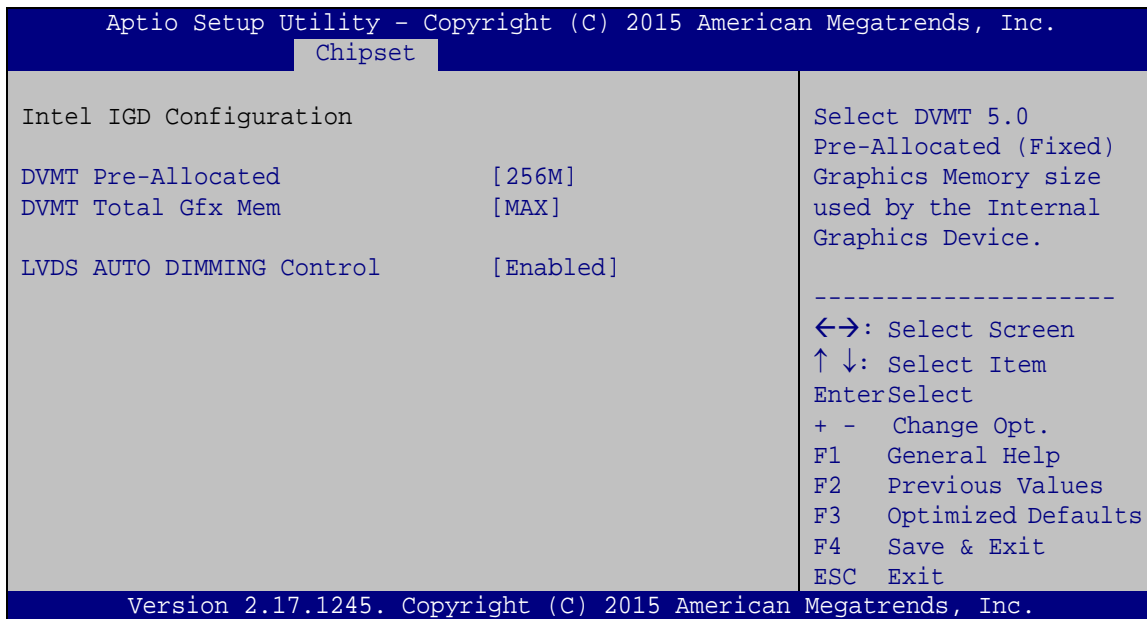 Aptio Setup Utility – Copyright (C) 2015 American Megatrends, Inc.
Chipset
Intel IGD Configuration
DVMT Pre-Allocated [256M]
DVMT Total Gfx Mem [MAX]
LVDS AUTO DIMMING Control [Enabled]
Select DVMT 5.0
Pre-Allocated (Fixed)
Graphics Memory size
used by the Internal
Graphics Device.
---------------------
←→: Select Screen
↑ ↓: Select Item
EnterSelect
+ - Change Opt.
F1 General Help
F2 Previous Values
F3 Optimized Defaults
F4 Save & Exit
ESC Exit
Version 2.17.1245. Copyright (C) 2015 American Megatrends, Inc.